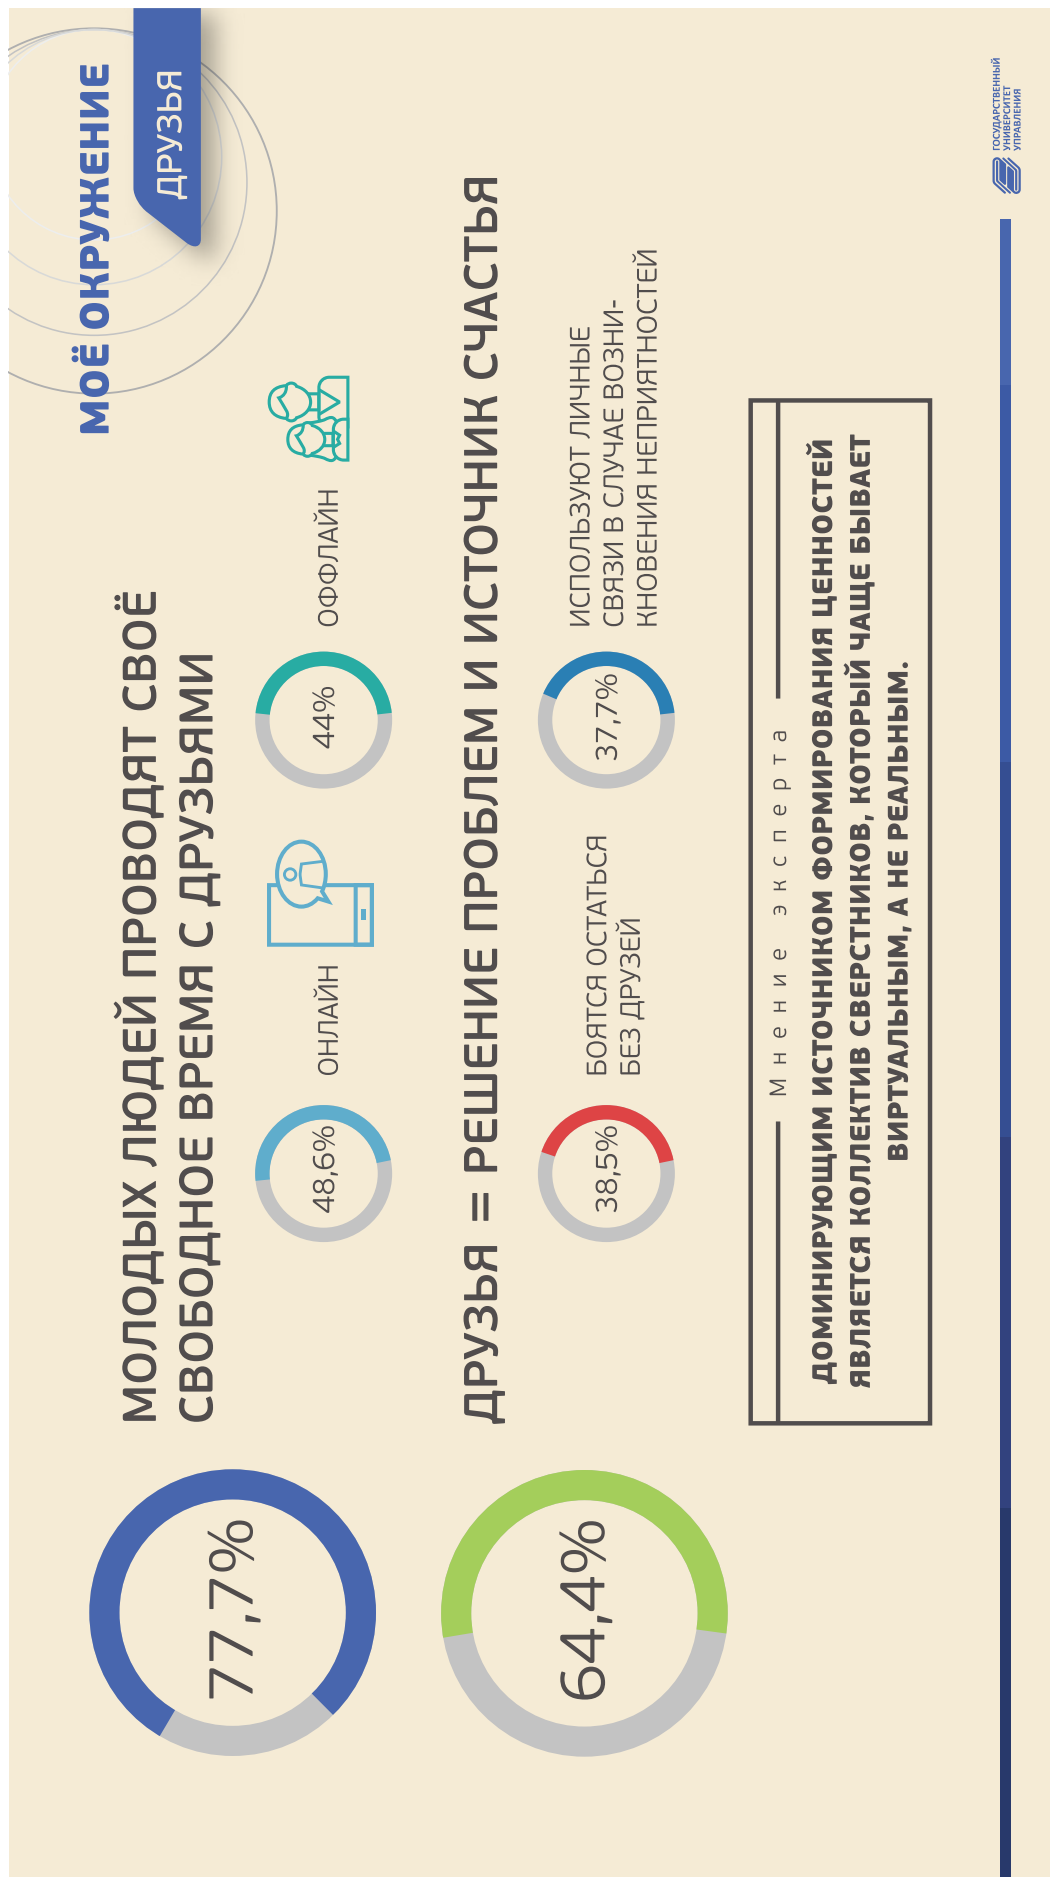 МОЁ ОКРУЖЕНИЕ
ДРУЗЬЯ
77,7%
МОЛОДЫХ ЛЮДЕЙ ПРОВОДЯТ СВОЁ
СВОБОДНОЕ ВРЕМЯ С ДРУЗЬЯМИ
48,6%
ОНЛАЙН
44%
ОФФЛАЙН
64,4%
ДРУЗЬЯ = РЕШЕНИЕ ПРОБЛЕМ И ИСТОЧНИК СЧАСТЬЯ
38,5%
БОЯТСЯ ОСТАТЬСЯ
БЕЗ ДРУЗЕЙ
37,7%
ИСПОЛЬЗУЮТ ЛИЧНЫЕ
СВЯЗИ В СЛУЧАЕ ВОЗНИ-
КНОВЕНИЯ НЕПРИЯТНОСТЕЙ
Мнение эксперта
ДОМИНИРУЮЩИМ ИСТОЧНИКОМ ФОРМИРОВАНИЯ ЦЕННОСТЕЙ
ЯВЛЯЕТСЯ КОЛЛЕКТИВ СВЕРСТНИКОВ, КОТОРЫЙ ЧАЩЕ БЫВАЕТ
ВИРТУАЛЬНЫМ, А НЕ РЕАЛЬНЫМ.
ГОСУДАРСТВЕННЫЙ
УНИВЕРСИТЕТ
УПРАВЛЕНИЯ